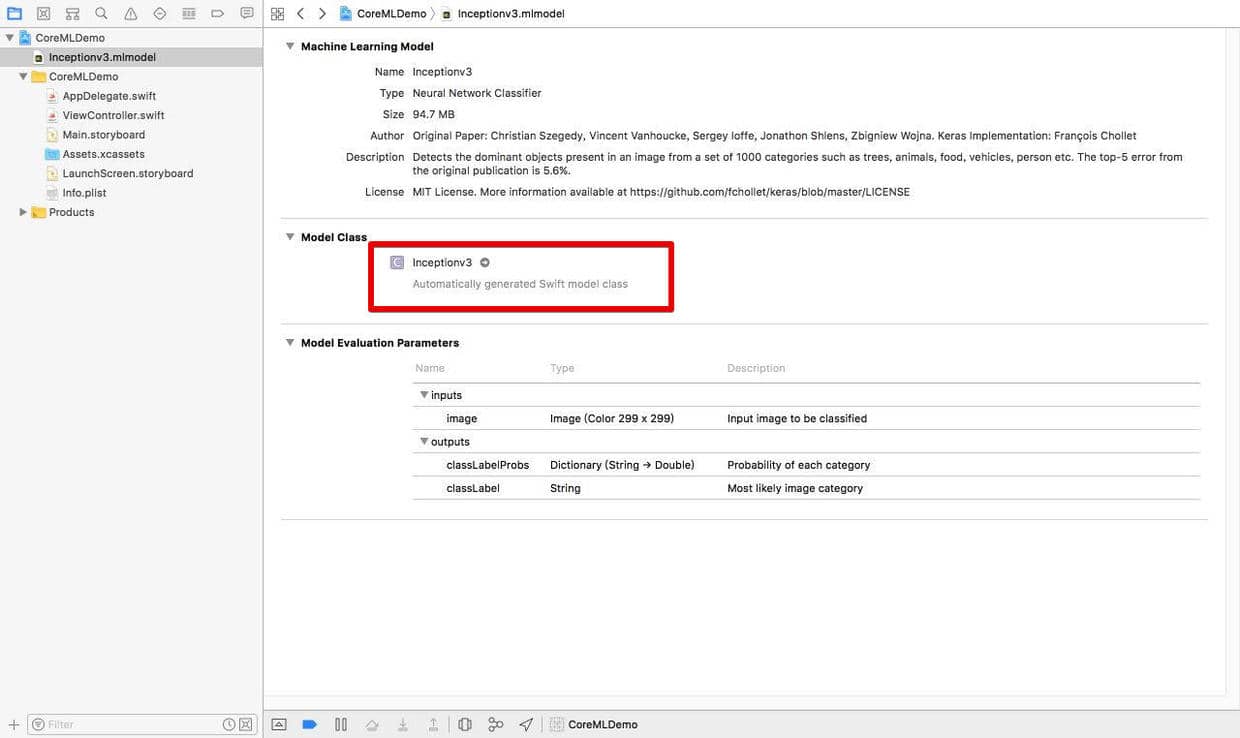 CoreMLDemo
Inceptionv3.mlmodel
CoreMLDemo
AppDelegate.swift
ViewController.swift
Main.storyboard
Assets.xcassets
LaunchScreen.storyboard
Info.plist
Products
Filter
CoreMLDemo Inceptionv3.mlmodel
Machine Learning Model
Name Inceptionv3
Type Neural Network Classifier
Size 94.7 MB
Author Original Paper: Christian Szegedy, Vincent Vanhoucke, Sergey Ioffe, Jonathon Shlens, Zbigniew Wojna. Keras Implementation: François Chollet
Description Detects the dominant objects present in an image from a set of 1000 categories such as trees, animals, food, vehicles, person etc. The top-5 error from
the original publication is 5.6%.
License MIT License. More information available at https://github.com/fchollet/keras/blob/master/LICENSE
Model Class
C Inceptionv3
Automatically generated Swift model class
Model Evaluation Parameters
Name Type Description
inputs
image Image (Color 299 x 299) Input image to be classified
outputs
classLabelProbs Dictionary (String → Double) Probability of each category
classLabel String Most likely image category
CoreMLDemo